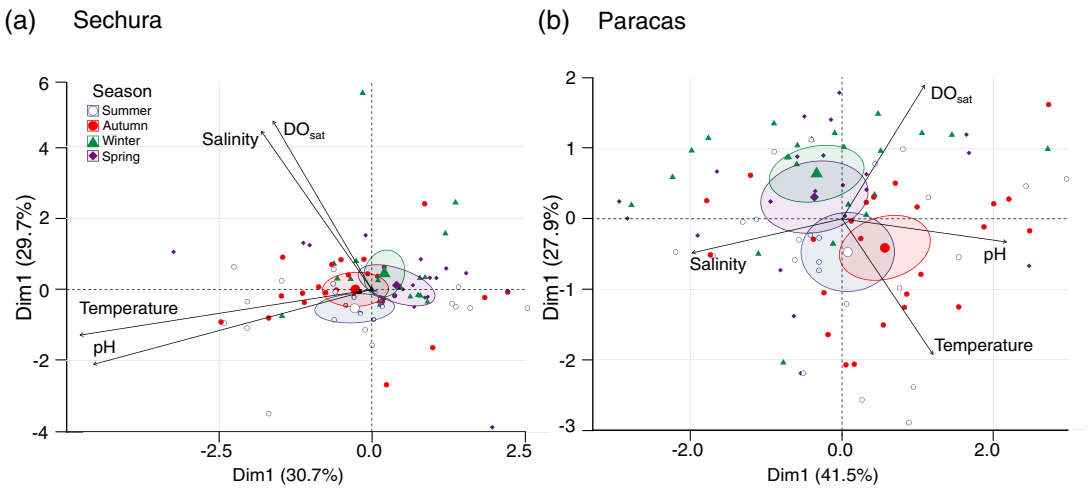 (a) Sechura
Season
Summer
Autumn
Winter
Spring
Salinity
DOsat
Temperature
pH
6
4
2
0
-2
-4
-2.5
0.0
2.5
Dim1 (29.7%)
Dim1 (30.7%)
(b) Paracas
DOsat
Salinity
pH
Temperature
2
1
0
-1
-2
-3
-2.0
0.0
2.0
Dim1 (27.9%)
Dim1 (41.5%)